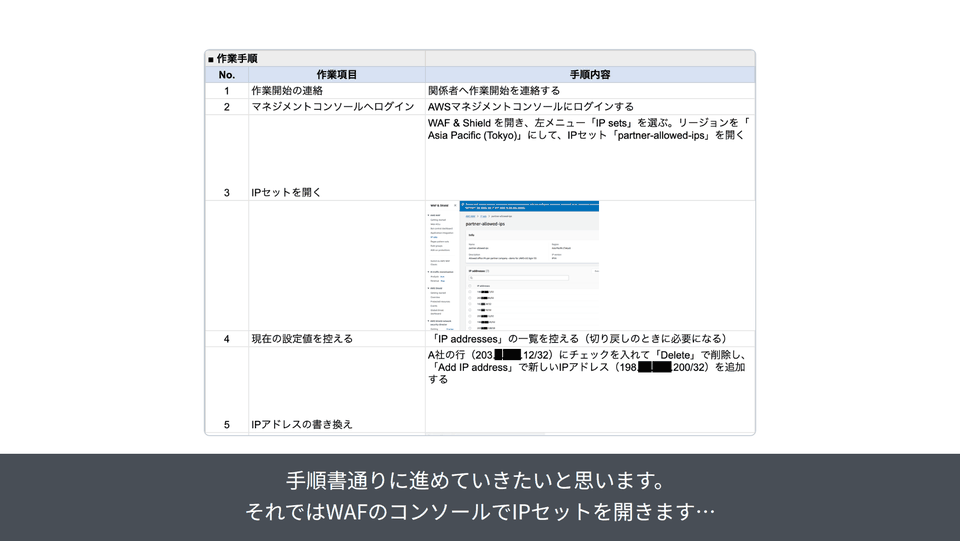 ■ 作業手順
No. 作業項目 手順内容
1 作業開始の連絡 関係者へ作業開始を連絡する
2 マネジメントコンソールへログイン AWSマネジメントコンソールにログインする
WAF & Shield を開き、左メニュー「IP sets」を選ぶ。リージョンを「
Asia Pacific (Tokyo)」にして、IPセット「partner-allowed-ips」を開く
3 IPセットを開く
partner-allowed-ips
4 現在の設定値を控える 「IP addresses」の一覧を控える（切り戻しのときに必要になる）
A社の行（203. . .12/32）にチェックを入れて「Delete」で削除し、
「Add IP address」で新しいIPアドレス（198. . .200/32）を追加
する
5 IPアドレスの書き換え
手順書通りに進めていきたいと思います。
それではWAFのコンソールでIPセットを開きます…